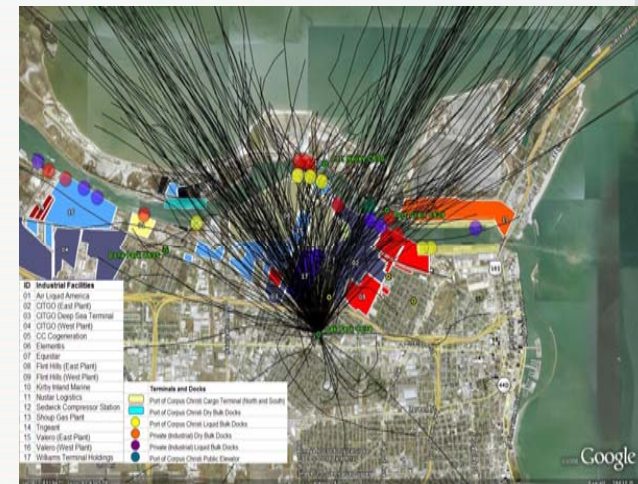 ID Industrial Facilities
01 Air Liquid America
02 CITGO (East Plant)
03 CITGO Deep Sea Terminal
04 CITGO (West Plant)
05 CC Cogeneration
06 Elementis
07 Equistar
08 Flint Hills (East Plant)
09 Flint Hills (West Plant)
10 Kirby Inland Marine
11 Nustar Logistics
12 Sedwick Compressor Station
13 Shoup Gas Plant
14 Trigeant
15 Valero (East Plant)
16 Valero (West Plant)
17 Williams Terminal Holdings
Terminals and Docks
Port of Corpus Christi Cargo Terminal (North and South)
Port of Corpus Christi Dry Bulk Docks
Port of Corpus Christi Liquid Bulk Docks
Private (Industrial) Dry Bulk Docks
Private (Industrial) Liquid Bulk Docks
Port of Corpus Christi Public Elevator
Google